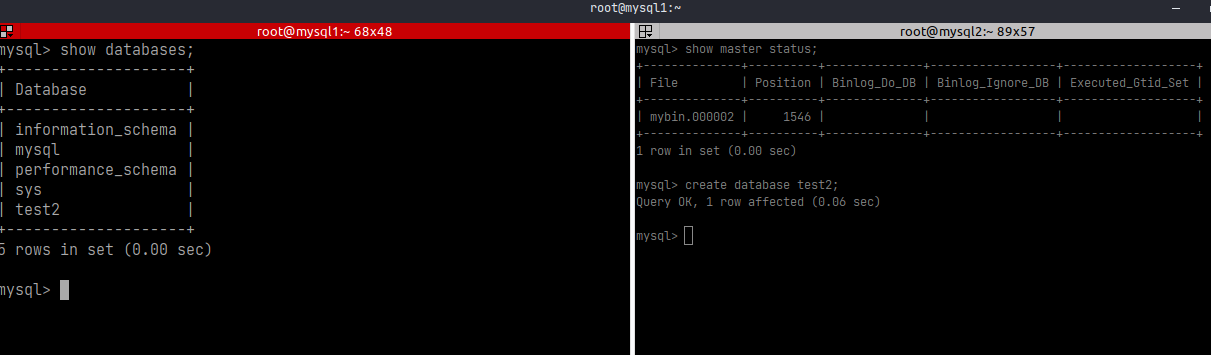 root@mysql1:~
root@mysql1:~ 68x48
mysql> show databases;
+--------------------+
| Database           |
+--------------------+
| information_schema |
| mysql              |
| performance_schema |
| sys                |
| test2              |
+--------------------+
5 rows in set (0.00 sec)
mysql>
root@mysql2:~ 89x57
mysql> show master status;
+--------------+----------+--------------+------------------+-------------------+
| File         | Position | Binlog_Do_DB | Binlog_Ignore_DB | Executed_Gtid_Set |
+--------------+----------+--------------+------------------+-------------------+
| mybin.000002 |     1546 |              |                  |                   |
+--------------+----------+--------------+------------------+-------------------+
1 row in set (0.00 sec)
mysql> create database test2;
Query OK, 1 row affected (0.06 sec)
mysql>